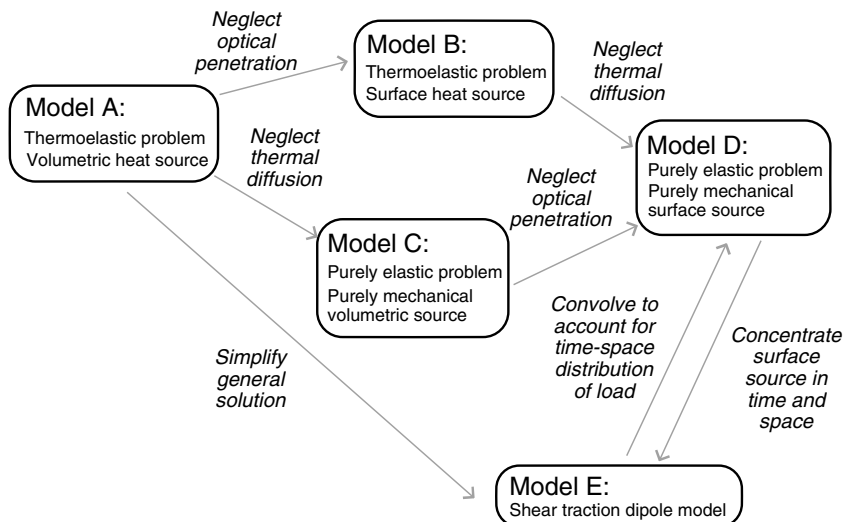 Neglect
optical
penetration
Model B:
Thermoelastic problem
Surface heat source
Neglect
thermal
diffusion
Model A:
Thermoelastic problem
Volumetric heat source
Neglect
thermal
diffusion
Model D:
Purely elastic problem
Purely mechanical
surface source
Neglect
optical
penetration
Model C:
Purely elastic problem
Purely mechanical
volumetric source
Simplify
general
solution
Convolve to
account for
time-space
distribution
of load
Concentrate
surface
source in
time and
space
Model E:
Shear traction dipole model